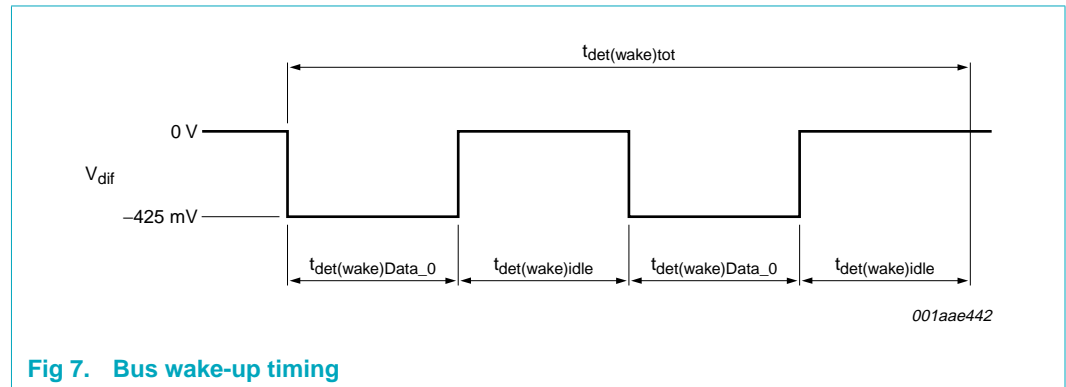 tdet(wake)tot
0 V
Vdif
−425 mV
tdet(wake)Data_0 tdet(wake)idle tdet(wake)Data_0 tdet(wake)idle
001aae442
Fig 7. Bus wake-up timing